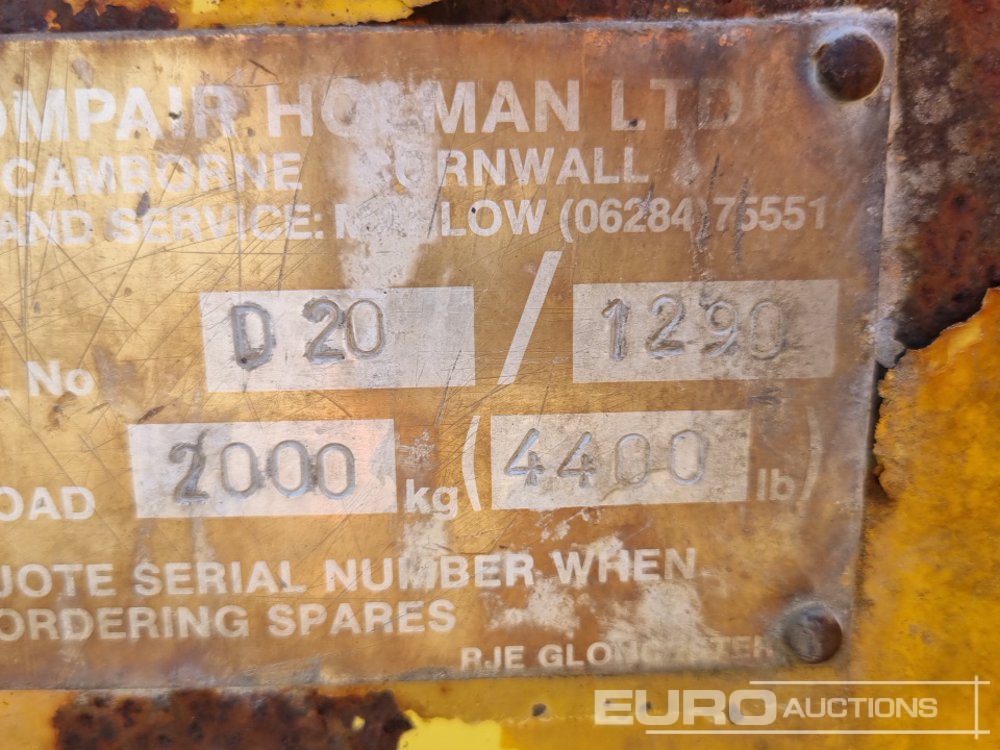 OMPAIR HOLMAN LTD
CAMBORNE CORNWALL
AND SERVICE: MARLOW (06284)75551
L No D 20 / 1290
OAD 2000 kg (4400 lb)
UOTE SERIAL NUMBER WHEN
ORDERING SPARES
RJE GLOUCESTER
EURO AUCTIONS